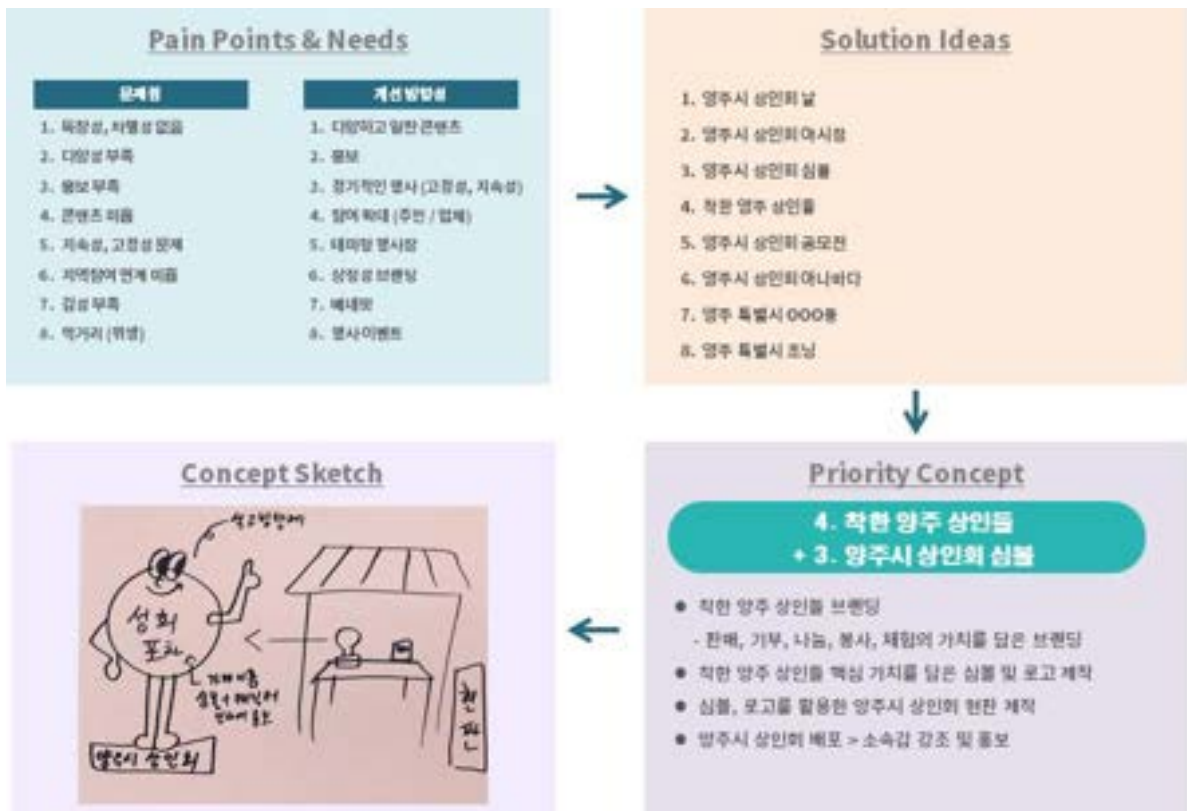 Pain Points & Needs
문제점
1. 독창성, 차별성 없음
2. 다양성 부족
3. 홍보 부족
4. 콘텐츠 미흡
5. 지속성, 고정성 문제
6. 지역참여 연계 미흡
7. 감성 부족
8. 먹거리 (위생)
개선 방향성
1. 다양하고 알찬 콘텐츠
2. 홍보
3. 정기적인 행사 (고정성, 지속성)
4. 참여 확대 (주민 / 업체)
5. 테마형 행사장
6. 상징성 브랜딩
7. 베네핏
8. 행사 이벤트
Solution Ideas
1. 양주시 상인회 날
2. 양주시 상인회 야시장
3. 양주시 상인회 심볼
4. 착한 양주 상인들
5. 양주시 상인회 공모전
6. 양주시 상인회 아나바다
7. 양주 특별시 OOO동
8. 양주 특별시 조닝
Priority Concept
4. 착한 양주 상인들
+ 3. 양주시 상인회 심볼
● 착한 양주 상인들 브랜딩
- 판매, 기부, 나눔, 봉사, 체험의 가치를 담은 브랜딩
● 착한 양주 상인들 핵심 가치를 담은 심볼 및 로고 제작
● 심볼, 로고를 활용한 양주시 상인회 현판 제작
● 양주시 상인회 배포 > 소속감 강조 및 홍보
Concept Sketch
성희
포차
가게이름
현판
양주시 상인회